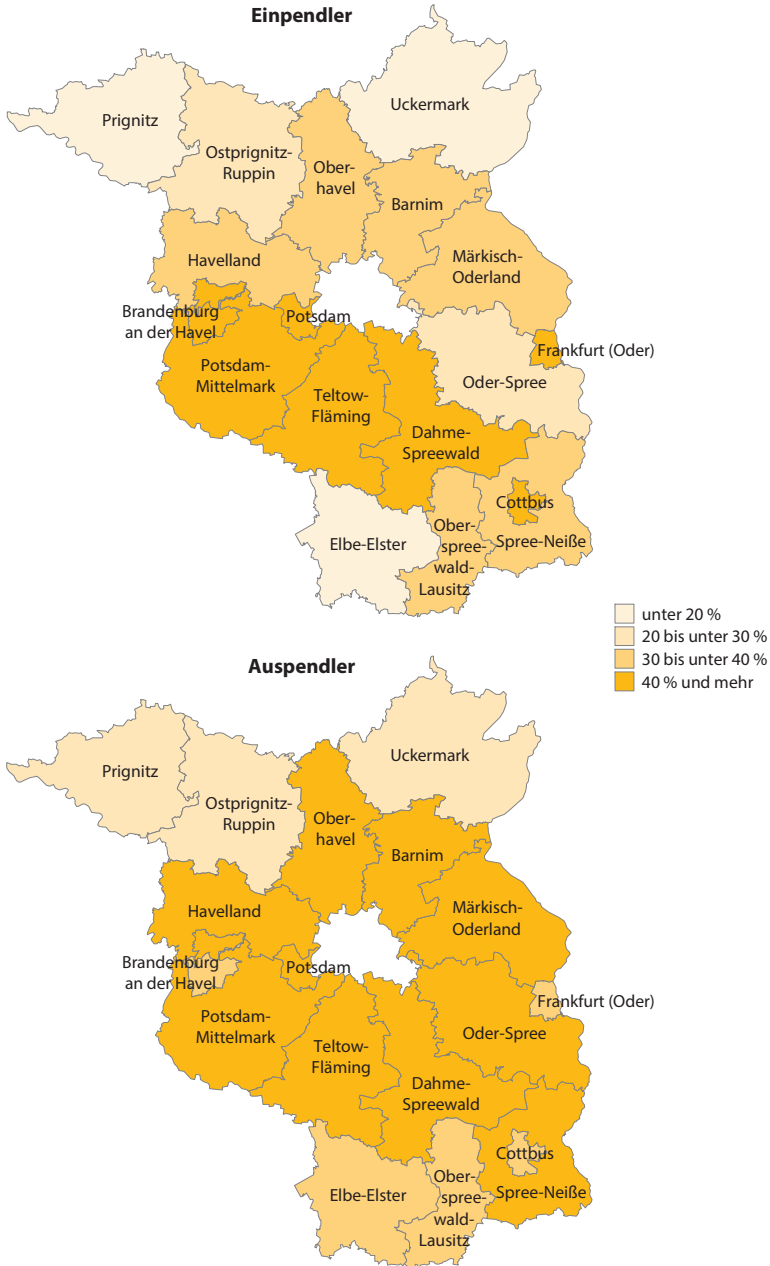 Einpendler
Uckermark
Prignitz
Ostprignitz-
Ruppin
Ober-
havel
Barnim
Havelland
Märkisch-
Oderland
Brandenburg
an der Havel
Potsdam
Frankfurt (Oder)
Potsdam-
Mittelmark
Oder-Spree
Teltow-
Fläming
Dahme-
Spreewald
Cottbus
Elbe-Elster
Ober-
spree-
wald-
Lausitz
Spree-Neiße
unter 20 %
20 bis unter 30 %
30 bis unter 40 %
40 % und mehr
Auspendler
Uckermark
Prignitz
Ostprignitz-
Ruppin
Ober-
havel
Barnim
Havelland
Märkisch-
Oderland
Brandenburg
an der Havel
Potsdam
Frankfurt (Oder)
Potsdam-
Mittelmark
Oder-Spree
Teltow-
Fläming
Dahme-
Spreewald
Cottbus
Elbe-Elster
Ober-
spree-
wald-
Lausitz
Spree-Neiße